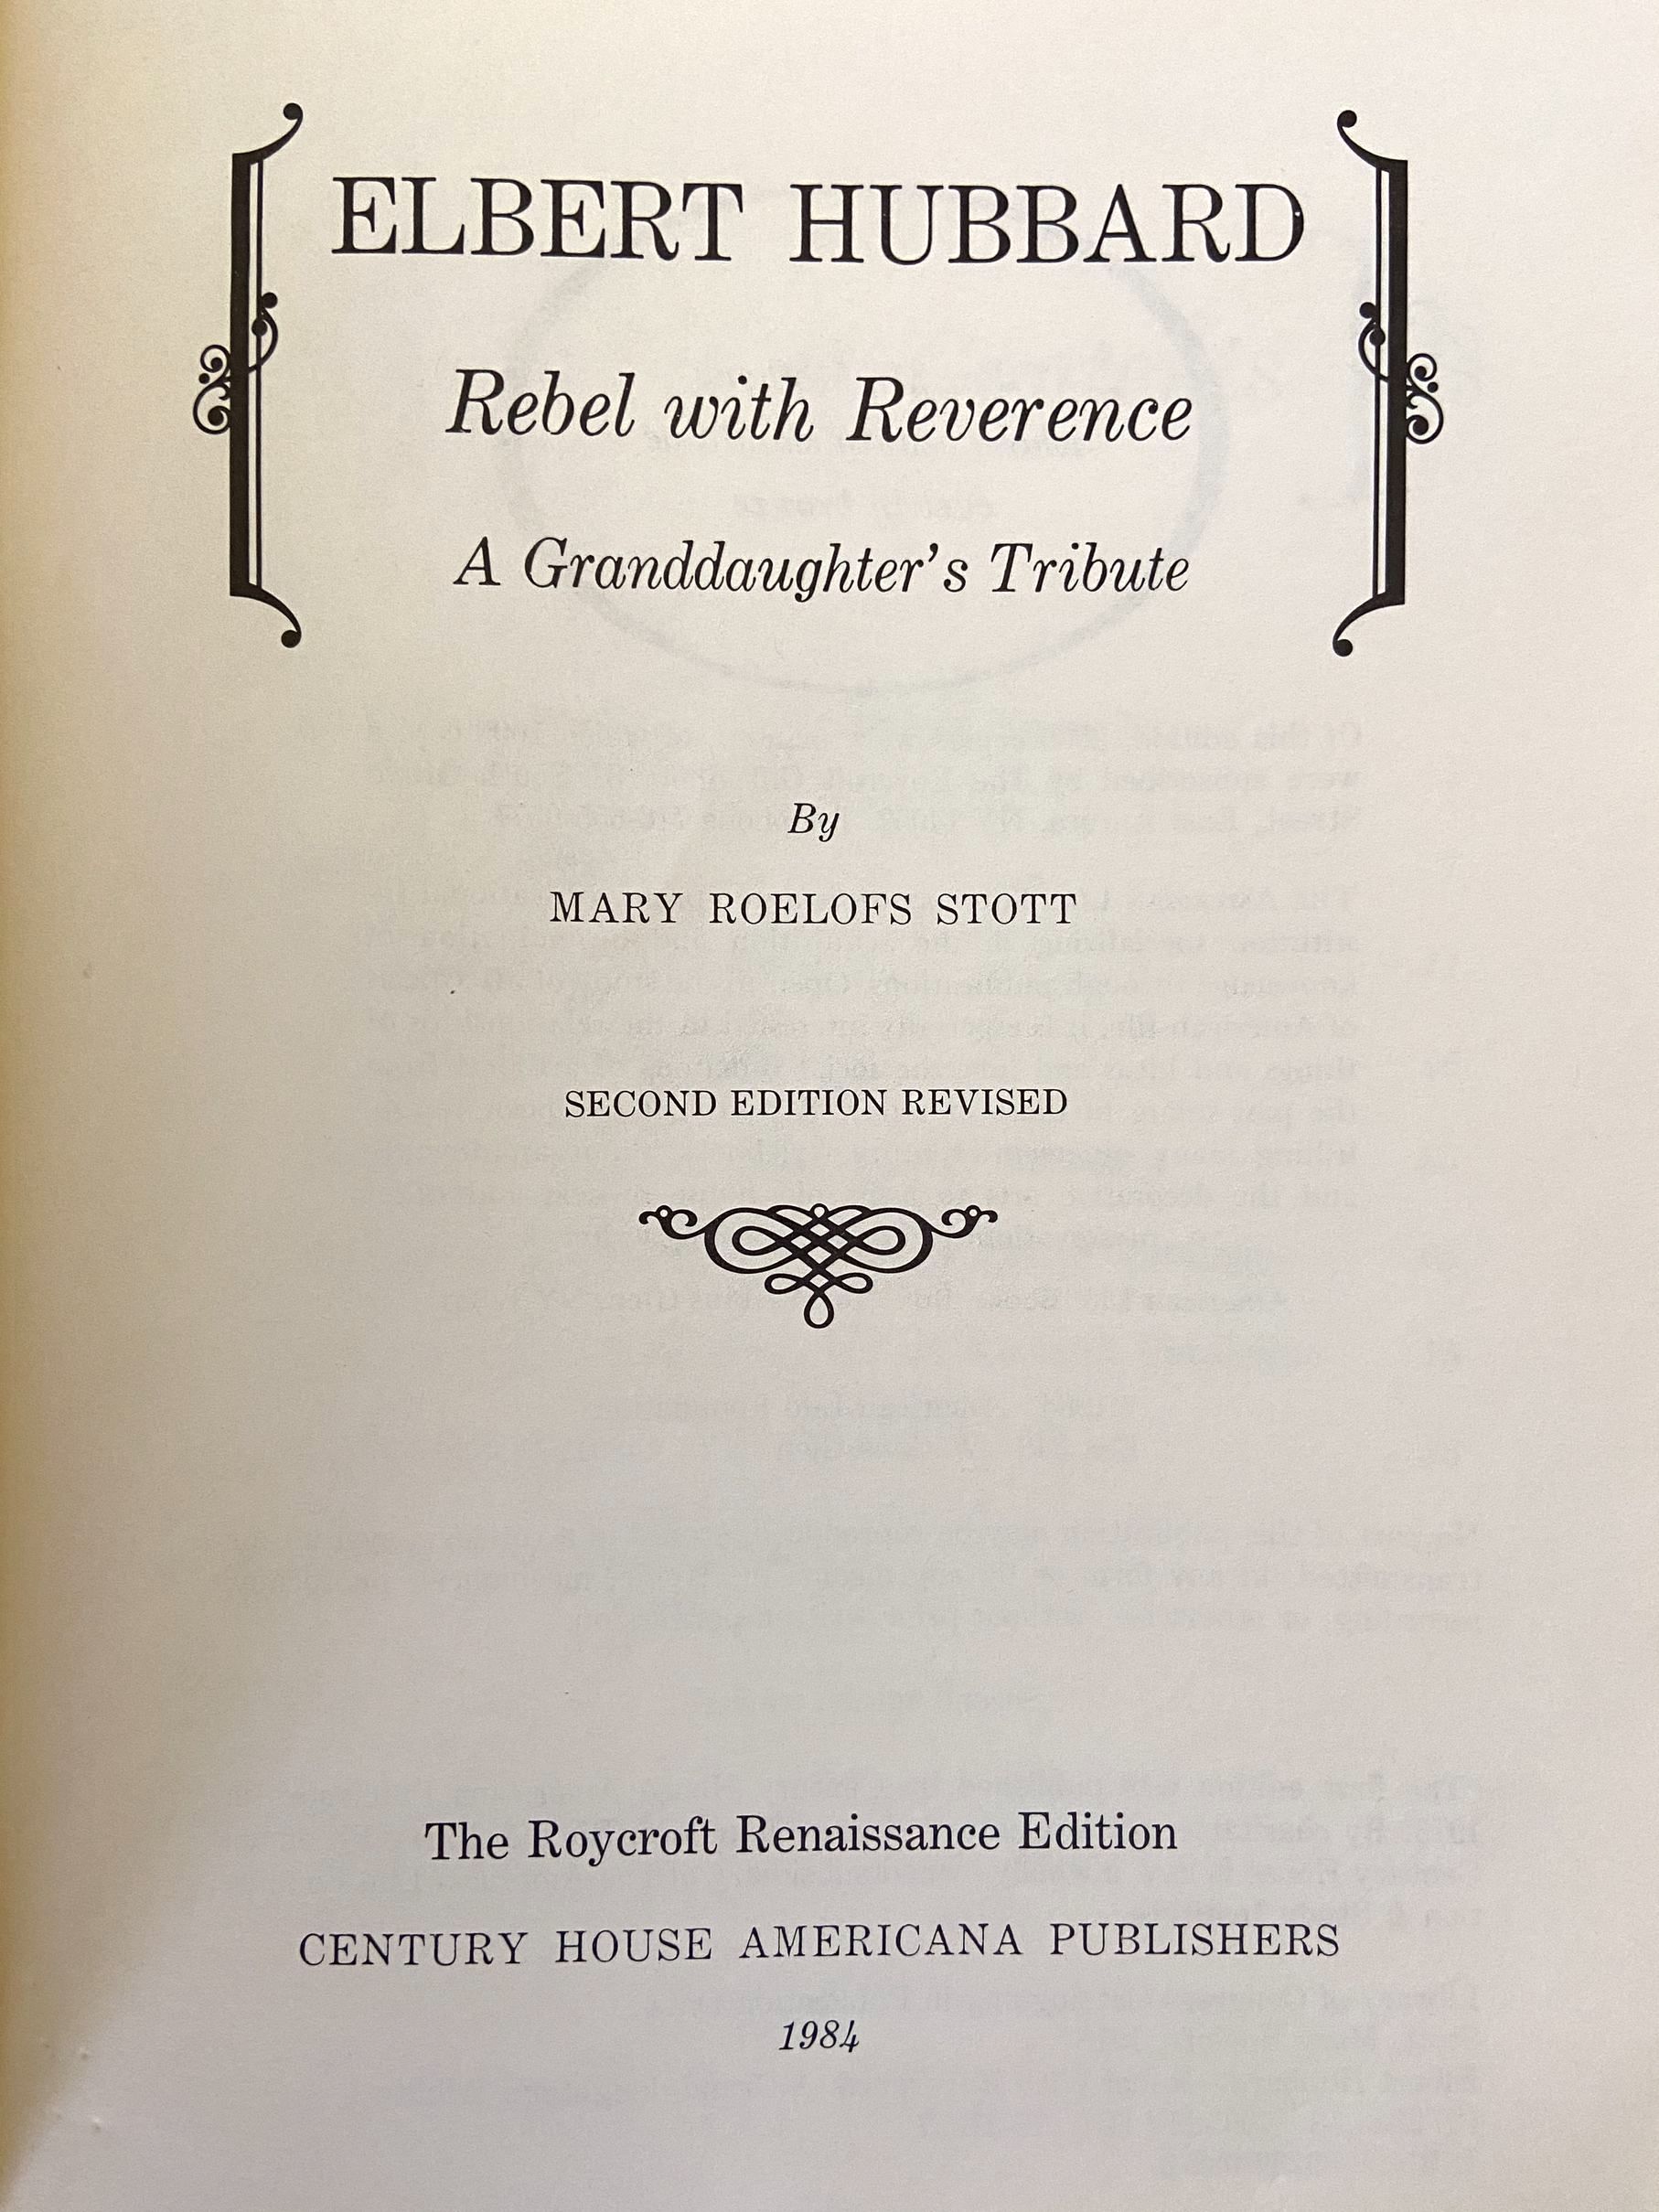 ELBERT HUBBARD
Rebel with Reverence
A Granddaughter's Tribute
By
MARY ROELOFS STOTT
SECOND EDITION REVISED
The Roycroft Renaissance Edition
CENTURY HOUSE AMERICANA PUBLISHERS
1984